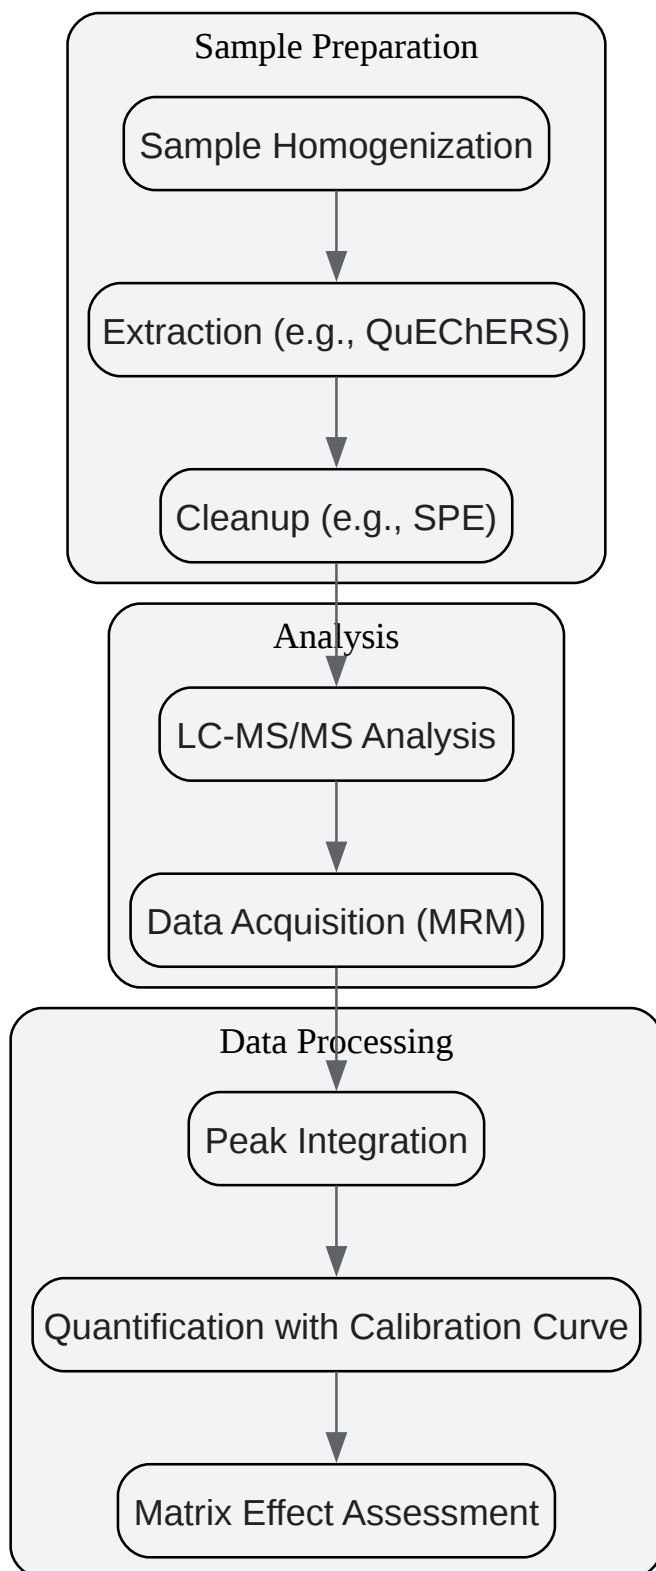 Sample Preparation
Sample Homogenization
Extraction (e.g., QuEChERS)
Cleanup (e.g., SPE)
Analysis
LC-MS/MS Analysis
Data Acquisition (MRM)
Data Processing
Peak Integration
Quantification with Calibration Curve
Matrix Effect Assessment